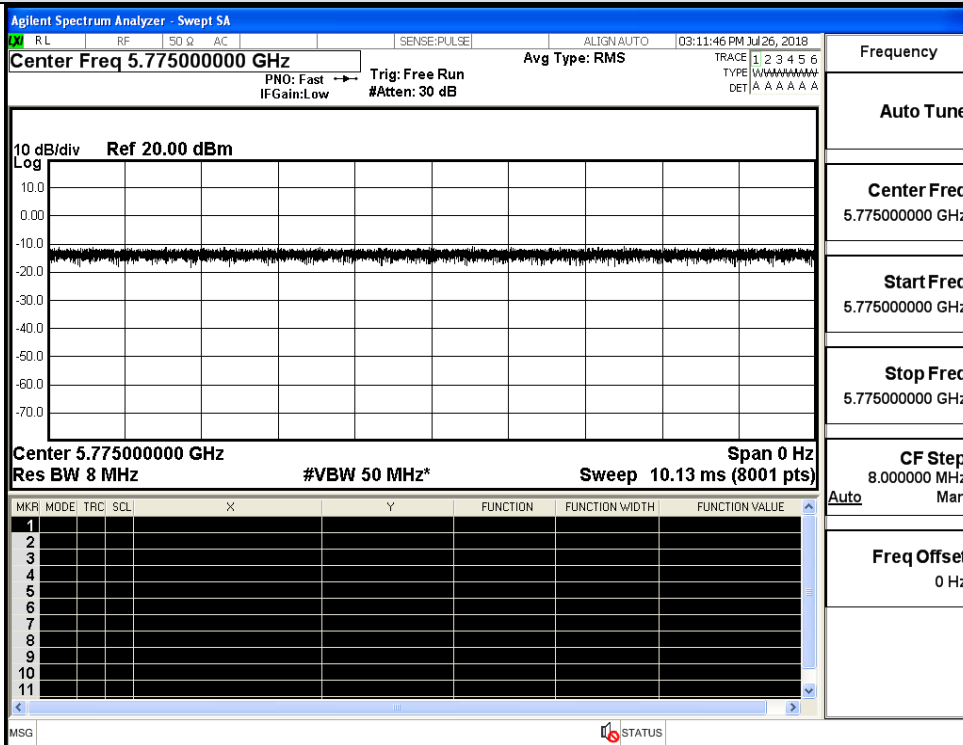 Agilent Spectrum Analyzer - Swept SA
LXI RL RF 50 Ω AC SENSE:PULSE ALIGN AUTO 03:11:46 PM Jul 26, 2018
Center Freq 5.775000000 GHz
Avg Type: RMS
TRACE 1 2 3 4 5 6
TYPE
DET A A A A A A
PNO: Fast
IFGain:Low
Trig: Free Run
#Atten: 30 dB
10 dB/div Ref 20.00 dBm
Log
10.0
0.00
-10.0
-20.0
-30.0
-40.0
-50.0
-60.0
-70.0
Center 5.775000000 GHz Span 0 Hz
Res BW 8 MHz #VBW 50 MHz* Sweep 10.13 ms (8001 pts)
MKR MODE TRC SCL X Y FUNCTION FUNCTION WIDTH FUNCTION VALUE
1
2
3
4
5
6
7
8
9
10
11
MSG STATUS
Frequency
Auto Tune
Center Freq
5.775000000 GHz
Start Freq
5.775000000 GHz
Stop Freq
5.775000000 GHz
CF Step
8.000000 MHz
Auto Man
Freq Offset
0 Hz